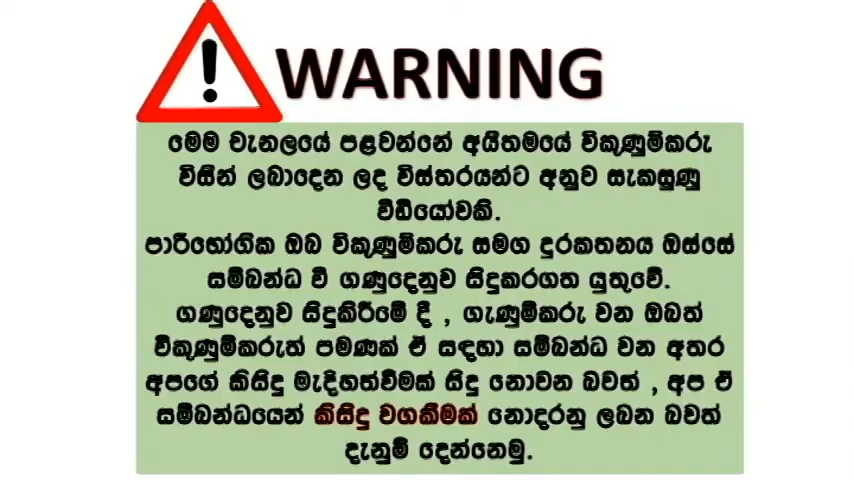 WARNING
මෙම චැනලයේ පළවන්නේ අයිතමයේ විකුණුම්කරු
විසින් ලබාදෙන ලද විස්තරයන්ට අනුව සැකසුණු
වීඩියෝවකි.
පාරිභෝගික ඔබ විකුණුම්කරු සමග දුරකතනය ඔස්සේ
සම්බන්ධ වී ගණුදෙනුව සිදුකරගත යුතුවේ.
ගණුදෙනුව සිදුකිරීමේ දී , ගැණුම්කරු වන ඔබත්
විකුණුම්කරුත් පමණක් ඒ සඳහා සම්බන්ධ වන අතර
අපගේ කිසිදු මැදිහත්වීමක් සිදු නොවන බවත් , අප ඒ
සම්බන්ධයෙන් කිසිදු වගකීමක් නොදරනු ලබන බවත්
දැනුම් දෙන්නෙමු.